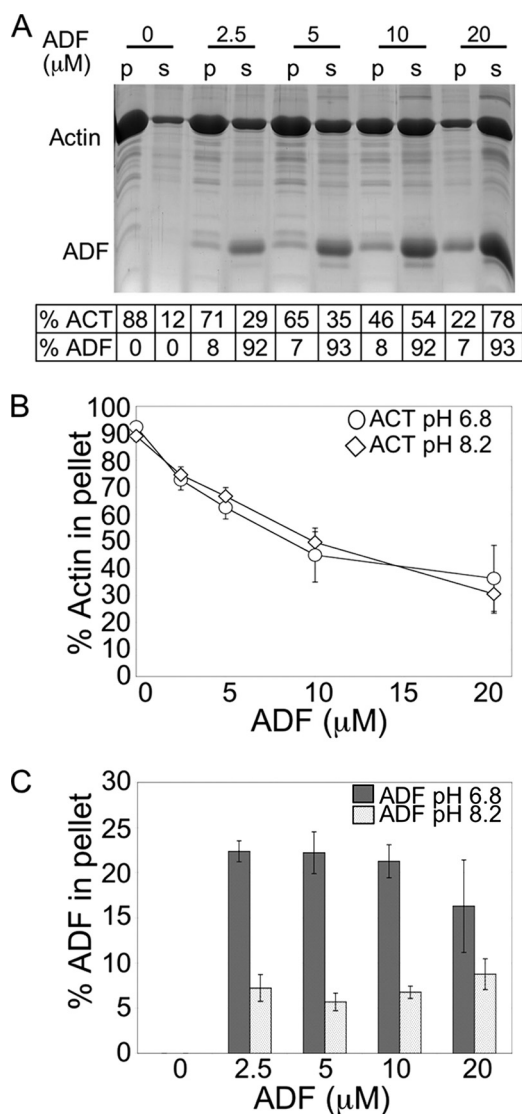 A
ADF 0 2.5 5 10 20
(μM) p s p s p s p s p s
Actin
ADF
% ACT 88 12 71 29 65 35 46 54 22 78
% ADF 0 0 8 92 7 93 8 92 7 93
B
ACT pH 6.8
ACT pH 8.2
% Actin in pellet
100
90
80
70
60
50
40
30
20
10
0
0 5 10 15 20
ADF (μM)
C
ADF pH 6.8
ADF pH 8.2
% ADF in pellet
30
25
20
15
10
5
0
0 2.5 5 10 20
ADF (μM)